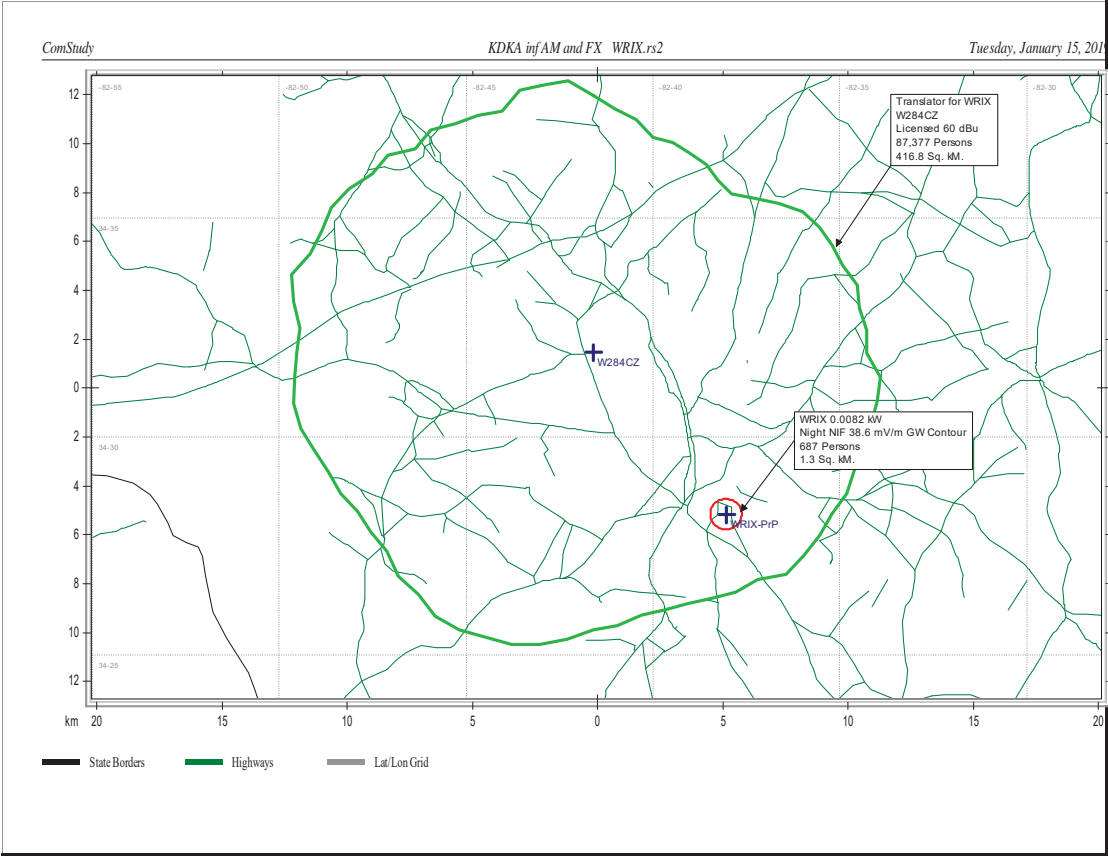 ComStudy
KDKA inf AM and FX WRIX.rs2
Tuesday, January 15, 2019
-82-55
-82-50
-82-45
-82-40
-82-35
-82-30
Translator for WRIX
W284CZ
Licensed 60 dBu
87,377 Persons
416.8 Sq. kM.
12
10
8
6
4
2
0
2
4
6
8
10
12
34-35
34-30
34-25
W284CZ
WRIX 0.0082 kW
Night NIF 38.6 mV/m GW Contour
687 Persons
1.3 Sq. kM.
WRIX-PrP
km 20 15 10 5 0 5 10 15 20
State Borders
Highways
Lat/Lon Grid